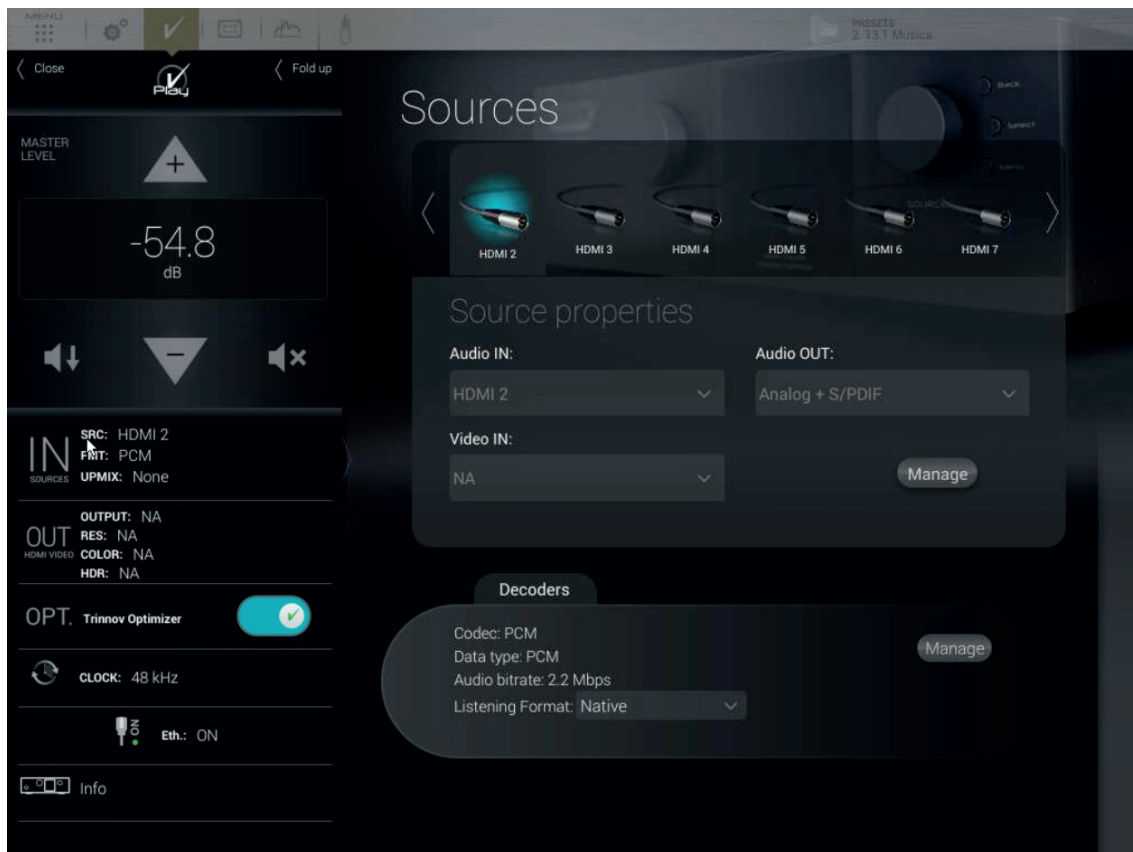 MENU
PRESETS
2. 13.1 Musica
Close
Play
Fold up
MASTER
LEVEL
+
-54.8
dB
−
IN
SOURCES
SRC: HDMI 2
FMT: PCM
UPMIX: None
OUT
HDMI VIDEO
OUTPUT: NA
RES: NA
COLOR: NA
HDR: NA
OPT. Trinnov Optimizer
CLOCK: 48 kHz
ON
Eth.: ON
Info
Sources
Back
Select
Menu
SOURCE
HDMI 2
HDMI 3
HDMI 4
HDMI 5
HDMI 6
HDMI 7
Source properties
Audio IN:
Audio OUT:
HDMI 2
Analog + S/PDIF
Video IN:
NA
Manage
Decoders
Codec: PCM
Data type: PCM
Audio bitrate: 2.2 Mbps
Listening Format: Native
Manage